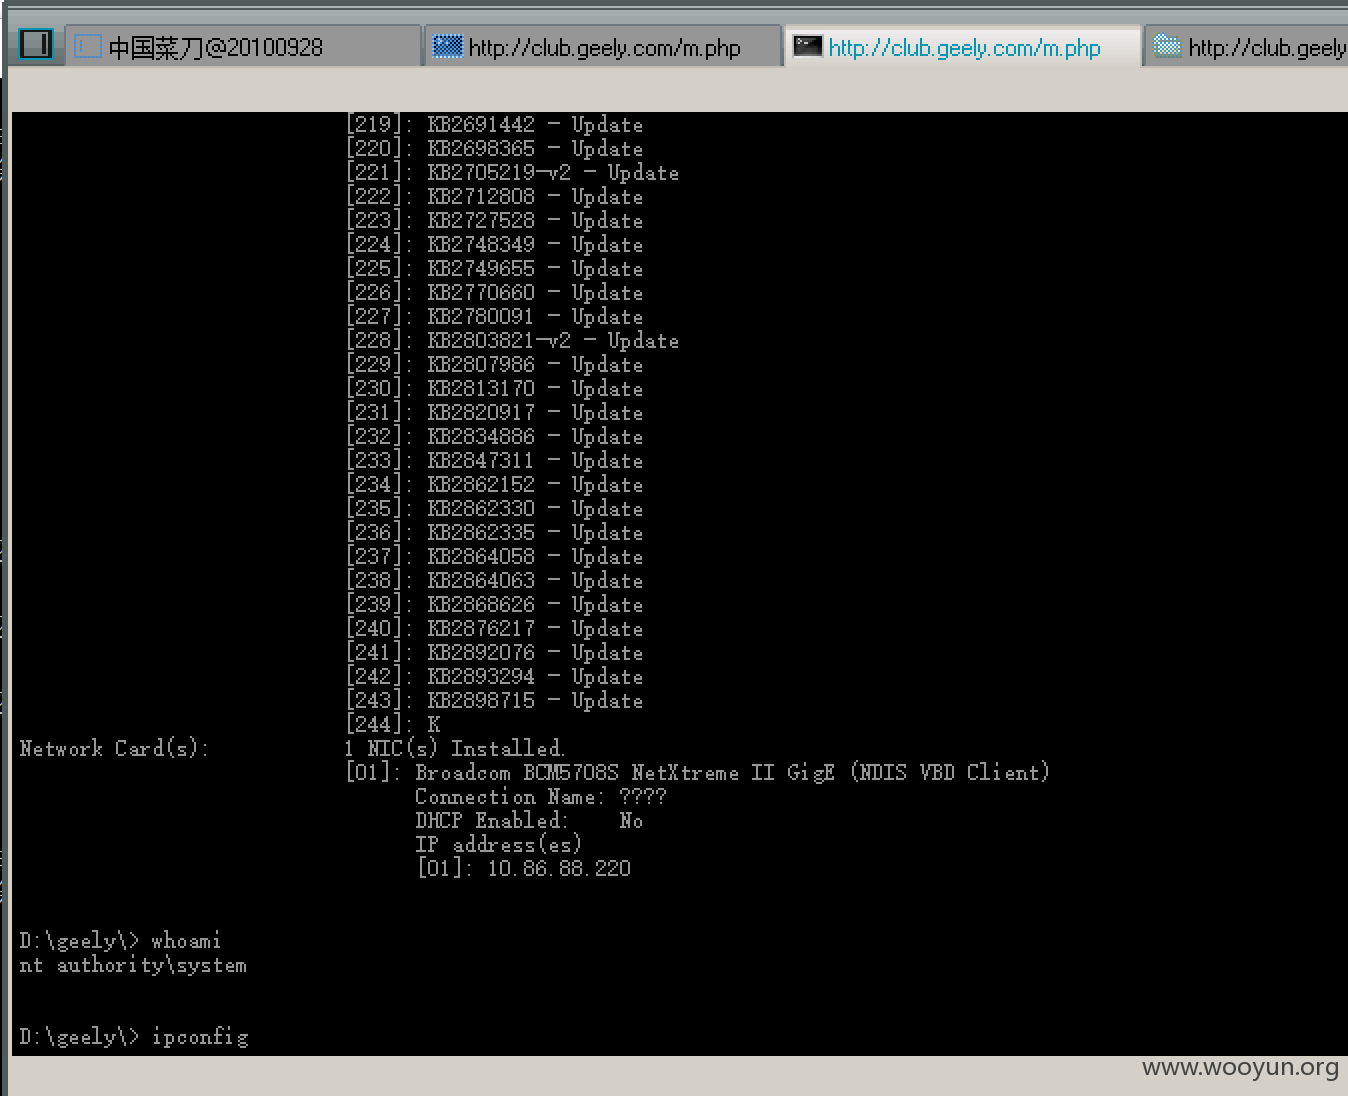 中国菜刀@20100928
http://club.geely.com/m.php
http://club.geely.com/m.php
http://club.geely
[219]: KB2691442 - Update
[220]: KB2698365 - Update
[221]: KB2705219-v2 - Update
[222]: KB2712808 - Update
[223]: KB2727528 - Update
[224]: KB2748349 - Update
[225]: KB2749655 - Update
[226]: KB2770660 - Update
[227]: KB2780091 - Update
[228]: KB2803821-v2 - Update
[229]: KB2807986 - Update
[230]: KB2813170 - Update
[231]: KB2820917 - Update
[232]: KB2834886 - Update
[233]: KB2847311 - Update
[234]: KB2862152 - Update
[235]: KB2862330 - Update
[236]: KB2862335 - Update
[237]: KB2864058 - Update
[238]: KB2864063 - Update
[239]: KB2868626 - Update
[240]: KB2876217 - Update
[241]: KB2892076 - Update
[242]: KB2893294 - Update
[243]: KB2898715 - Update
[244]: K
Network Card(s): 1 NIC(s) Installed.
[01]: Broadcom BCM5708S NetXtreme II GigE (NDIS VBD Client)
Connection Name: ????
DHCP Enabled: No
IP address(es)
[01]: 10.86.88.220
D:\geely\> whoami
nt authority\system
D:\geely\> ipconfig
www.wooyun.org